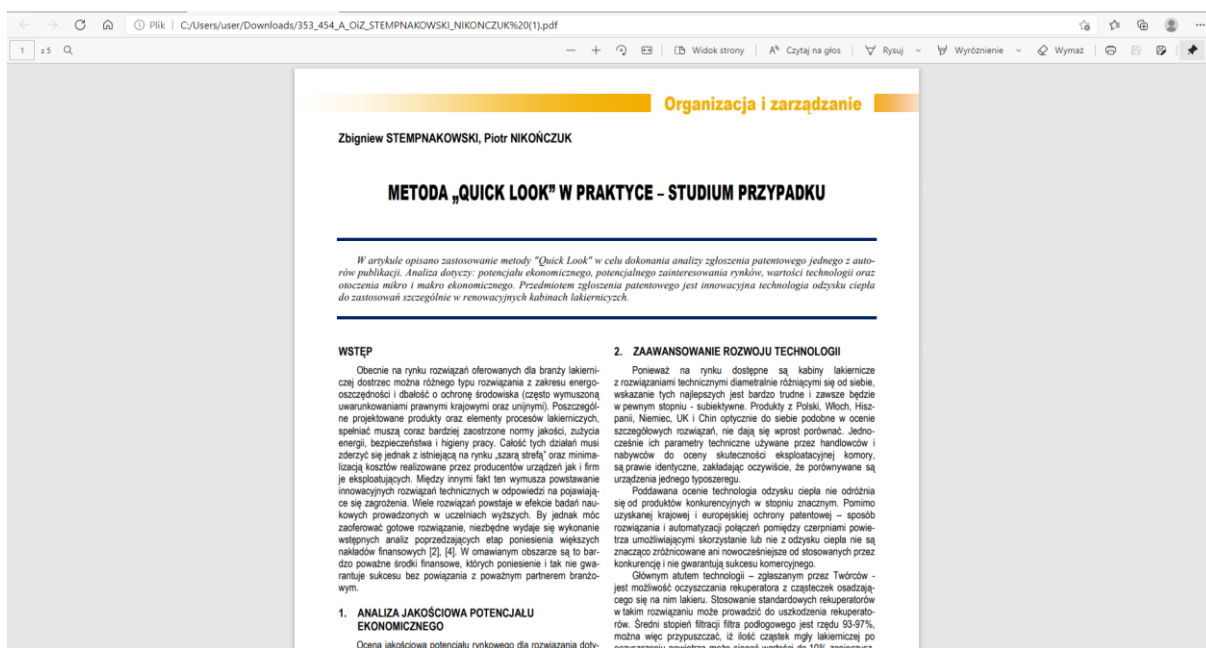 Plik | C:/Users/user/Downloads/353_454_A_OiZ_STEMPNAKOWSKI_NIKONCZUK%20(1).pdf
1 z 5 Widok strony Czytaj na głos Rysuj Wyróżnienie Wymaż
Organizacja i zarządzanie
Zbigniew STEMPNAKOWSKI, Piotr NIKOŃCZUK
METODA „QUICK LOOK” W PRAKTYCE – STUDIUM PRZYPADKU
W artykule opisano zastosowanie metody "Quick Look" w celu dokonania analizy zgłoszenia patentowego jednego z auto-
rów publikacji. Analiza dotyczy: potencjału ekonomicznego, potencjalnego zainteresowania rynków, wartości technologii oraz
otoczenia mikro i makro ekonomicznego. Przedmiotem zgłoszenia patentowego jest innowacyjna technologia odzysku ciepła
do zastosowań szczególnie w renowacyjnych kabinach lakierniczych.
WSTĘP
Obecnie na rynku rozwiązań oferowanych dla branży lakierni-
czej dostrzec można różnego typu rozwiązania z zakresu energo-
oszczędności i dbałość o ochronę środowiska (często wymuszoną
uwarunkowaniami prawnymi krajowymi oraz unijnymi). Poszczegól-
ne projektowane produkty oraz elementy procesów lakierniczych,
spełniać muszą coraz bardziej zaostrzone normy jakości, zużycia
energii, bezpieczeństwa i higieny pracy. Całość tych działań musi
zderzyć się jednak z istniejącą na rynku „szarą strefą” oraz minima-
lizacją kosztów realizowane przez producentów urządzeń jak i firm
je eksploatujących. Między innymi fakt ten wymusza powstawanie
innowacyjnych rozwiązań technicznych w odpowiedzi na pojawiają-
ce się zagrożenia. Wiele rozwiązań powstaje w efekcie badań nau-
kowych prowadzonych w uczelniach wyższych. By jednak móc
zaoferować gotowe rozwiązanie, niezbędne wydaje się wykonanie
wstępnych analiz poprzedzających etap poniesienia większych
nakładów finansowych [2], [4]. W omawianym obszarze są to bar-
dzo poważne środki finansowe, których poniesienie i tak nie gwa-
rantuje sukcesu bez powiązania z poważnym partnerem branżo-
wym.
1. ANALIZA JAKOŚCIOWA POTENCJAŁU
EKONOMICZNEGO
Ocena jakościowa potencjału rynkowego dla rozwiązania doty-
2. ZAAWANSOWANIE ROZWOJU TECHNOLOGII
Ponieważ na rynku dostępne są kabiny lakiernicze
z rozwiązaniami technicznymi diametralnie różniącymi się od siebie,
wskazanie tych najlepszych jest bardzo trudne i zawsze będzie
w pewnym stopniu - subiektywne. Produkty z Polski, Włoch, Hisz-
panii, Niemiec, UK i Chin optycznie do siebie podobne w ocenie
szczegółowych rozwiązań, nie dają się wprost porównać. Jedno-
cześnie ich parametry techniczne używane przez handlowców i
nabywców do oceny skuteczności eksploatacyjnej komory,
są prawie identyczne, zakładając oczywiście, że porównywane są
urządzenia jednego typoszeregu.
Poddawana ocenie technologia odzysku ciepła nie odróżnia
się od produktów konkurencyjnych w stopniu znacznym. Pomimo
uzyskanej krajowej i europejskiej ochrony patentowej – sposób
rozwiązania i automatyzacji połączeń pomiędzy czerpniami powie-
trza umożliwiającymi skorzystanie lub nie z odzysku ciepła nie są
znacząco zróżnicowane ani nowocześniejsze od stosowanych przez
konkurencję i nie gwarantują sukcesu komercyjnego.
Głównym atutem technologii – zgłaszanym przez Twórców -
jest możliwość oczyszczania rekuperatora z cząsteczek osadzają-
cego się na nim lakieru. Stosowanie standardowych rekuperatorów
w takim rozwiązaniu może prowadzić do uszkodzenia rekuperato-
rów. Średni stopień filtracji filtra podłogowego jest rzędu 93-97%,
można więc przypuszczać, iż ilość cząstek mgły lakierniczej po
oczyszczeniu powietrza może sięgać wartości do 10% zanieczysz-